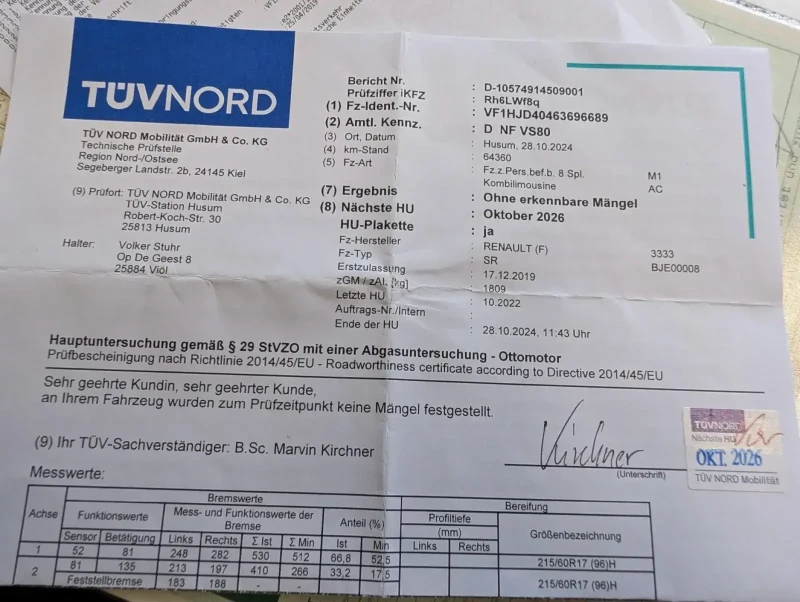 TÜVNORD
TÜV NORD Mobilität GmbH & Co. KG
Technische Prüfstelle
Region Nord-/Ostsee
Segeberger Landstr. 2b, 24145 Kiel
(9) Prüfort: TÜV NORD Mobilität GmbH & Co. KG
TÜV-Station Husum
Robert-Koch-Str. 30
25813 Husum
Halter: Volker Stuhr
Op De Geest 8
25884 Viöl
Bericht Nr. : D-10574914509001
Prüfziffer iKFZ : Rh6LWf8q
(1) Fz-Ident.-Nr. : VF1HJD40463696689
(2) Amtl. Kennz. : D NF VS80
(3) Ort, Datum : Husum, 28.10.2024
(4) km-Stand : 64360
(5) Fz-Art : Fz.z.Pers.bef.b. 8 Spl. M1
Kombilimousine AC
(7) Ergebnis : Ohne erkennbare Mängel
(8) Nächste HU : Oktober 2026
HU-Plakette : ja
Fz-Hersteller : RENAULT (F) 3333
Fz-Typ : SR BJE00008
Erstzulassung : 17.12.2019
zGM / zAL [kg] : 1809
Letzte HU : 10.2022
Auftrags-Nr./Intern :
Ende der HU : 28.10.2024, 11:43 Uhr
Hauptuntersuchung gemäß § 29 StVZO mit einer Abgasuntersuchung - Ottomotor
Prüfbescheinigung nach Richtlinie 2014/45/EU - Roadworthiness certificate according to Directive 2014/45/EU
Sehr geehrte Kundin, sehr geehrter Kunde,
an Ihrem Fahrzeug wurden zum Prüfzeitpunkt keine Mängel festgestellt.
(9) Ihr TÜV-Sachverständiger: B.Sc. Marvin Kirchner
Kirchner
(Unterschrift)
TÜVNORD
Nächste HU
OKT. 2026
TÜV NORD Mobilität
Messwerte:
Achse Bremswerte Bereifung
Funktionswerte Mess- und Funktionswerte der Bremse Anteil (%) Profiltiefe (mm) Größenbezeichnung
Sensor Betätigung Links Rechts Σ Ist Σ Min Ist Min Links Rechts
1 52 81 248 282 530 512 66,8 52,5 215/60R17 (96)H
2 81 135 213 197 410 266 33,2 17,5 215/60R17 (96)H
Feststellbremse 183 188 - - - -